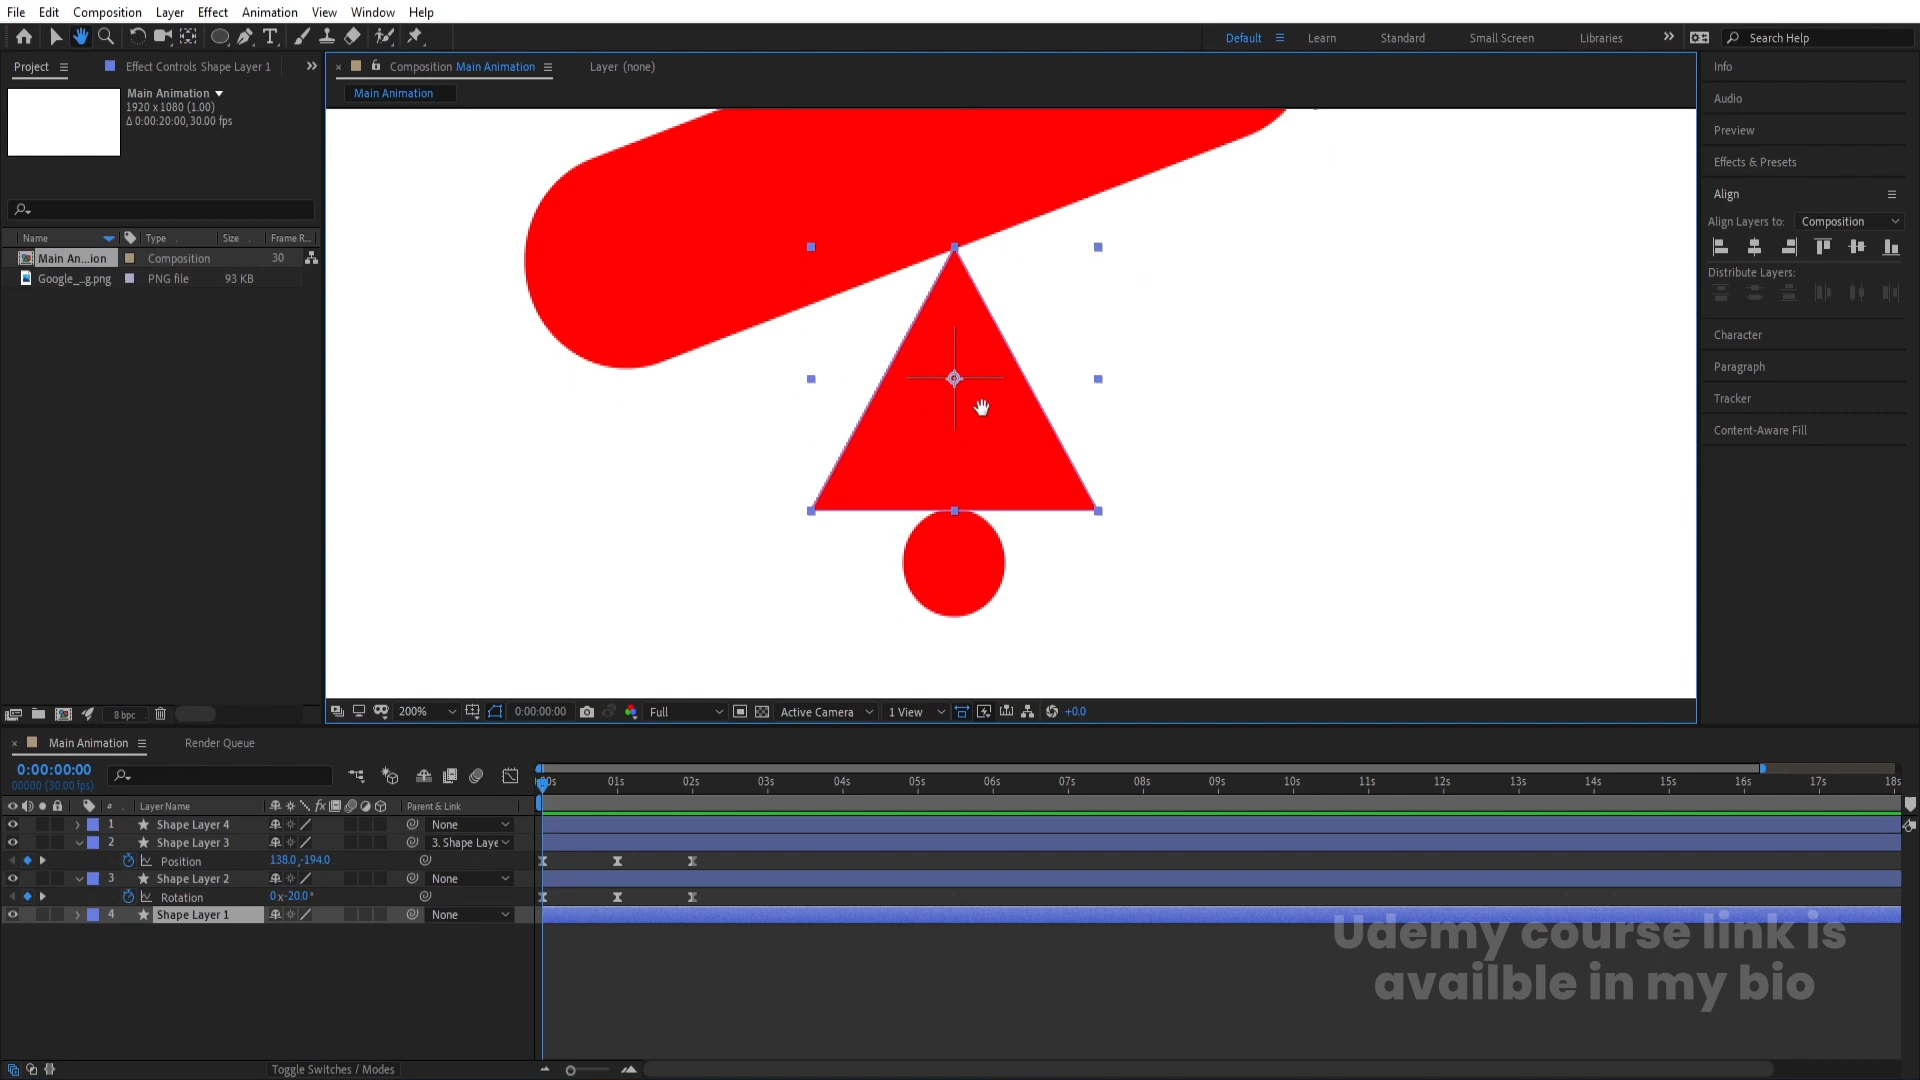 File Edit Composition Layer Effect Animation View Window Help
Default Learn Standard Small Screen Libraries Search Help
Project Effect Controls Shape Layer 1
Composition Main Animation Layer (none)
Main Animation
Main Animation
1920 x 1080 (1.00)
Δ 0:00:20:00, 30.00 fps
Name Type Size Frame R...
Main An...ion Composition 30
Google_..g.png PNG file 93 KB
8 bpc
200% 0:00:00:00 Full Active Camera 1 View +0.0
Info
Audio
Preview
Effects & Presets
Align
Align Layers to: Composition
Distribute Layers:
Character
Paragraph
Tracker
Content-Aware Fill
Main Animation Render Queue
0:00:00:00
00000 (30.00 fps)
01s 02s 03s 04s 05s 06s 07s 08s 09s 10s 11s 12s 13s 14s 15s 16s 17s 18s
# Layer Name Parent & Link
1 Shape Layer 4 None
2 Shape Layer 3 3. Shape Laye
Position 138.0,-194.0
3 Shape Layer 2 None
Rotation 0x-20.0°
4 Shape Layer 1 None
Udemy course link is
availble in my bio
Toggle Switches / Modes